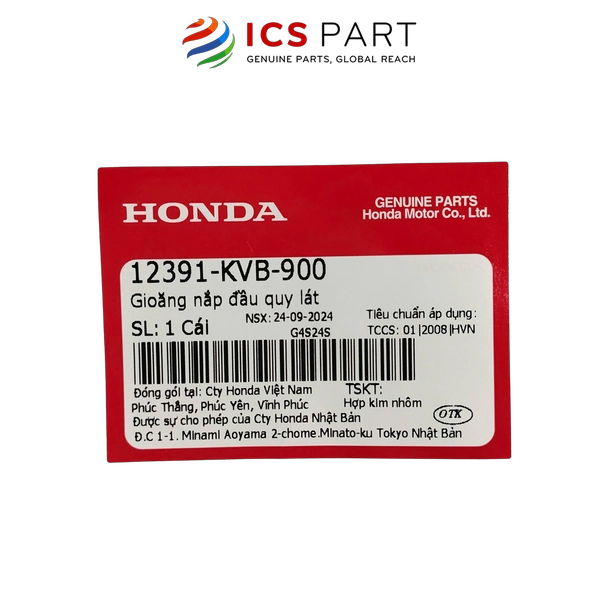 ICS PART
GENUINE PARTS, GLOBAL REACH
HONDA
GENUINE PARTS
Honda Motor Co., Ltd.
12391-KVB-900
Gioăng nắp đầu quy lát
NSX: 24-09-2024
Tiêu chuẩn áp dụng:
SL: 1 Cái
G4S24S
TCCS: 01|2008|HVN
Đóng gói tại: Cty Honda Việt Nam
TSKT:
Phúc Thắng, Phúc Yên, Vĩnh Phúc
Hợp kim nhôm
Được sự cho phép của Cty Honda Nhật Bản
OTK
Đ.C 1-1. Minami Aoyama 2-chome.Minato-ku Tokyo Nhật Bản